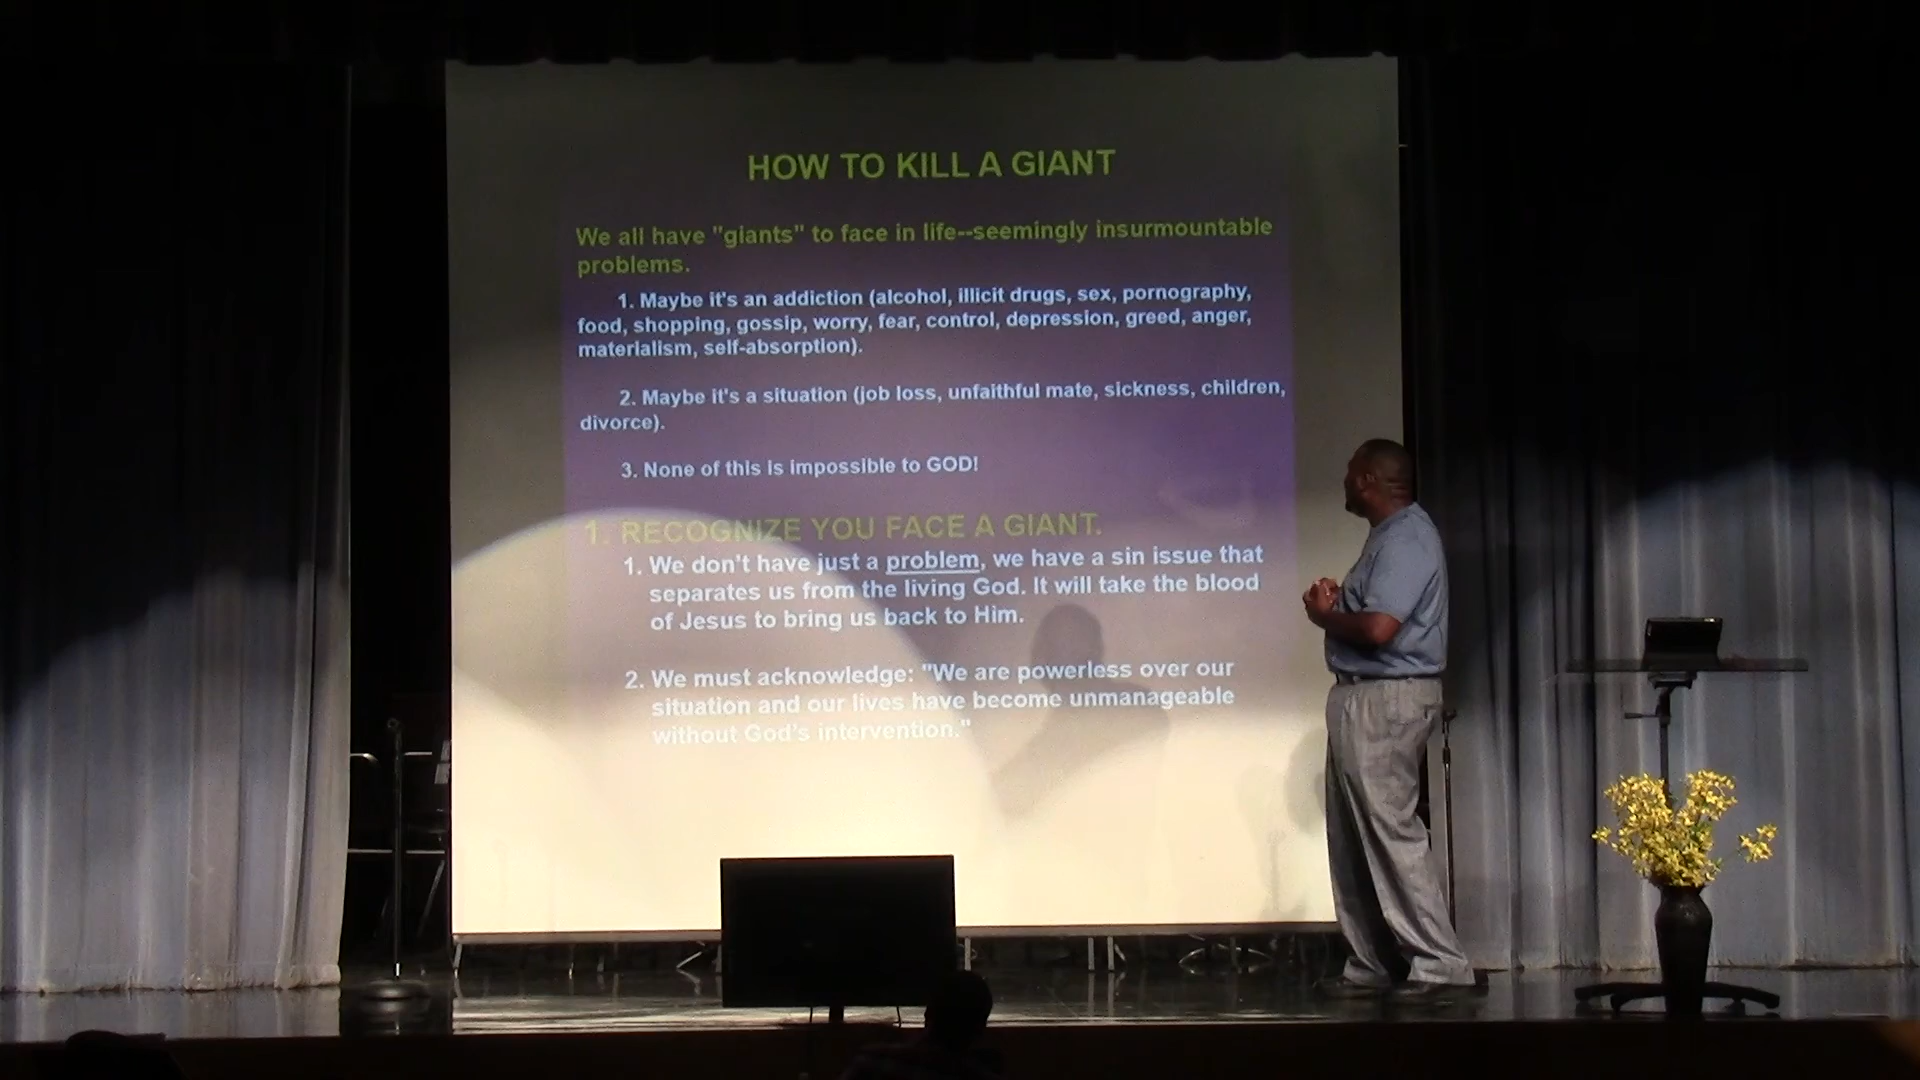 HOW TO KILL A GIANT
We all have "giants" to face in life--seemingly insurmountable
problems.
1. Maybe it's an addiction (alcohol, illicit drugs, sex, pornography,
food, shopping, gossip, worry, fear, control, depression, greed, anger,
materialism, self-absorption).
2. Maybe it's a situation (job loss, unfaithful mate, sickness, children,
divorce).
3. None of this is impossible to GOD!
1. RECOGNIZE YOU FACE A GIANT.
1. We don't have just a problem, we have a sin issue that
separates us from the living God. It will take the blood
of Jesus to bring us back to Him.
2. We must acknowledge: "We are powerless over our
situation and our lives have become unmanageable
without God's intervention."